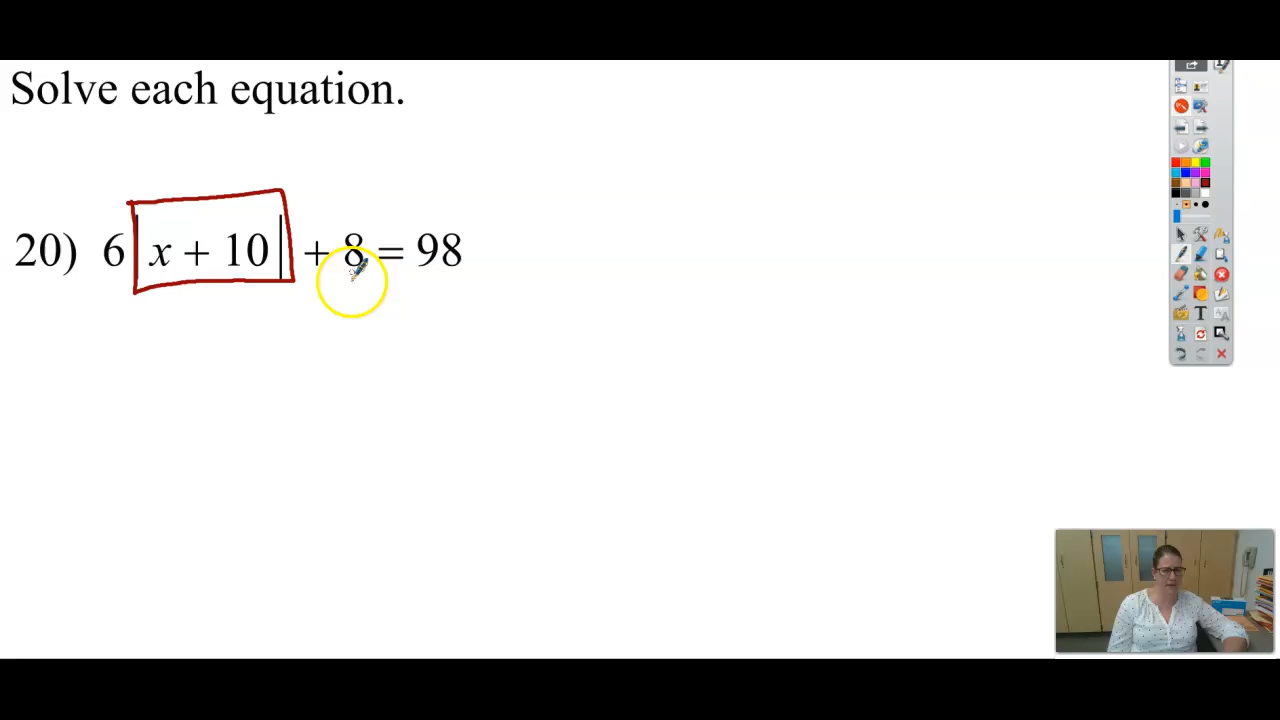 Solve each equation.
20) 6 | x + 10 | + 8 = 98